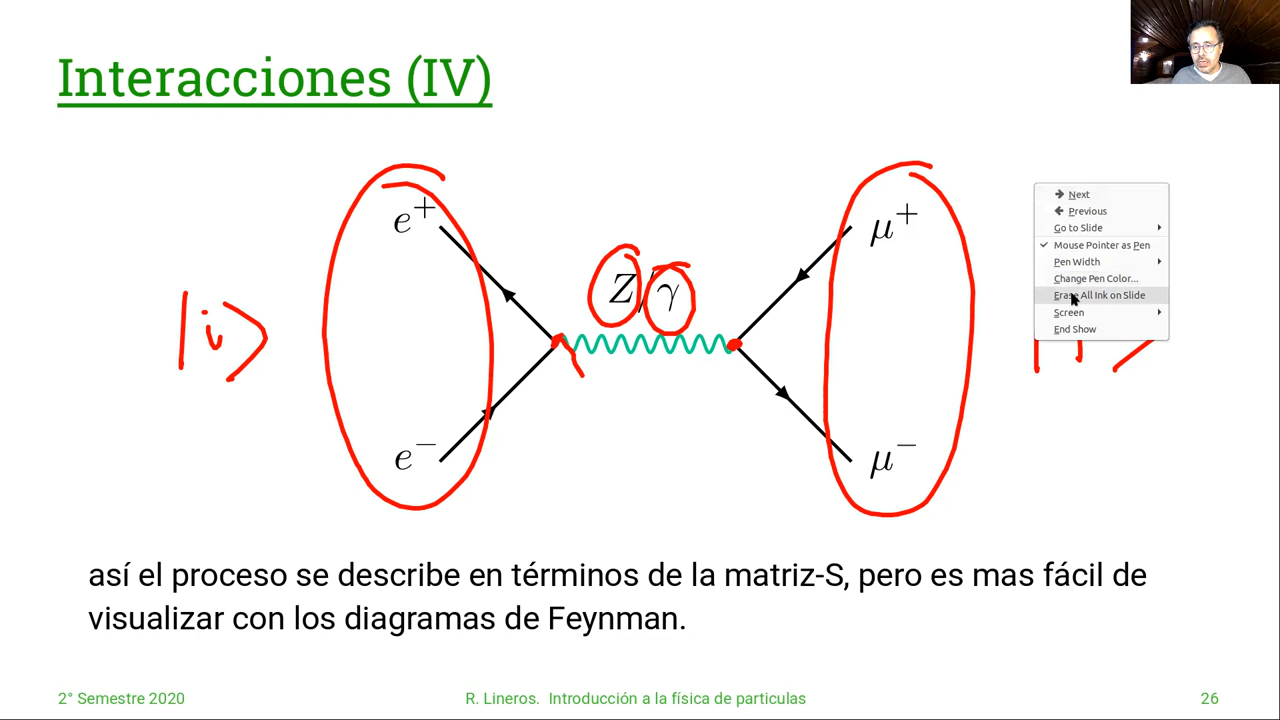 Interacciones (IV)
e⁺
μ⁺
Z/γ
|i⟩
e⁻
μ⁻
Next
Previous
Go to Slide
Mouse Pointer as Pen
Pen Width
Change Pen Color...
Erase All Ink on Slide
Screen
End Show
así el proceso se describe en términos de la matriz-S, pero es mas fácil de
visualizar con los diagramas de Feynman.
2° Semestre 2020
R. Lineros. Introducción a la física de particulas
26